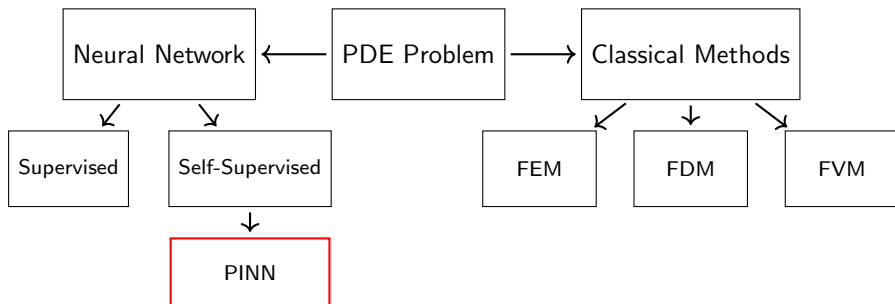 Neural Network
PDE Problem
Classical Methods
Supervised
Self-Supervised
FEM
FDM
FVM
PINN